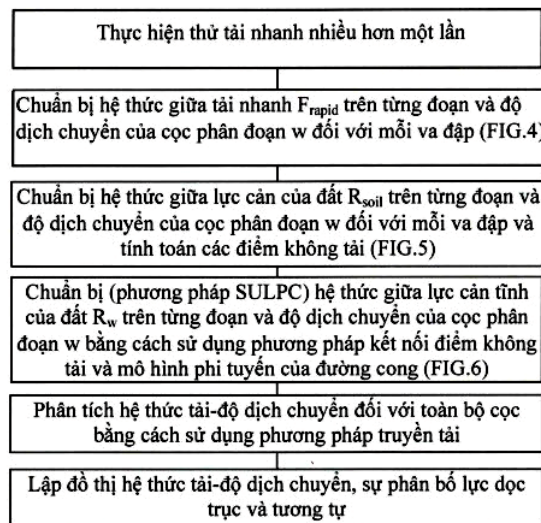 Thực hiện thử tải nhanh nhiều hơn một lần
Chuẩn bị hệ thức giữa tải nhanh Frapid trên từng đoạn và độ
dịch chuyển của cọc phân đoạn w đối với mỗi va đập (FIG.4)
Chuẩn bị hệ thức giữa lực cản của đất Rsoil trên từng đoạn và
độ dịch chuyển của cọc phân đoạn w đối với mỗi va đập và
tính toán các điểm không tải (FIG.5)
Chuẩn bị (phương pháp SULPC) hệ thức giữa lực cản tĩnh
của đất Rw trên từng đoạn và độ dịch chuyển của cọc phân
đoạn w bằng cách sử dụng phương pháp kết nối điểm không
tải và mô hình phi tuyến của đường cong (FIG.6)
Phân tích hệ thức tải-độ dịch chuyển đối với toàn bộ cọc
bằng cách sử dụng phương pháp truyền tải
Lập đồ thị hệ thức tải-độ dịch chuyển, sự phân bố lực dọc
trục và tương tự